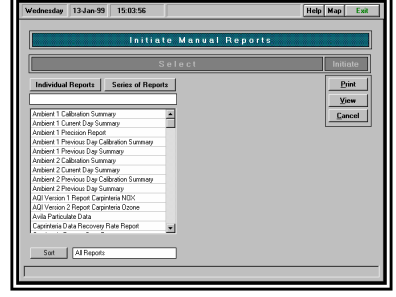 Wednesday 13-Jan-99 15:03:56 Help Map Exit
Initiate Manual Reports
Select Initiate
Individual Reports Series of Reports Print
View
Cancel
Ambient 1 Calibration Summary
Ambient 1 Current Day Summary
Ambient 1 Precision Report
Ambient 1 Previous Day Calibration Summary
Ambient 1 Previous Day Summary
Ambient 2 Calibration Summary
Ambient 2 Current Day Summary
Ambient 2 Previous Day Calibration Summary
Ambient 2 Previous Day Summary
AQI Version 1 Report Carpinteria NOX
AQI Version 2 Report Carpinteria Ozone
Avila Particulate Data
Caprinteria Data Recovery Rate Report
Sort All Reports